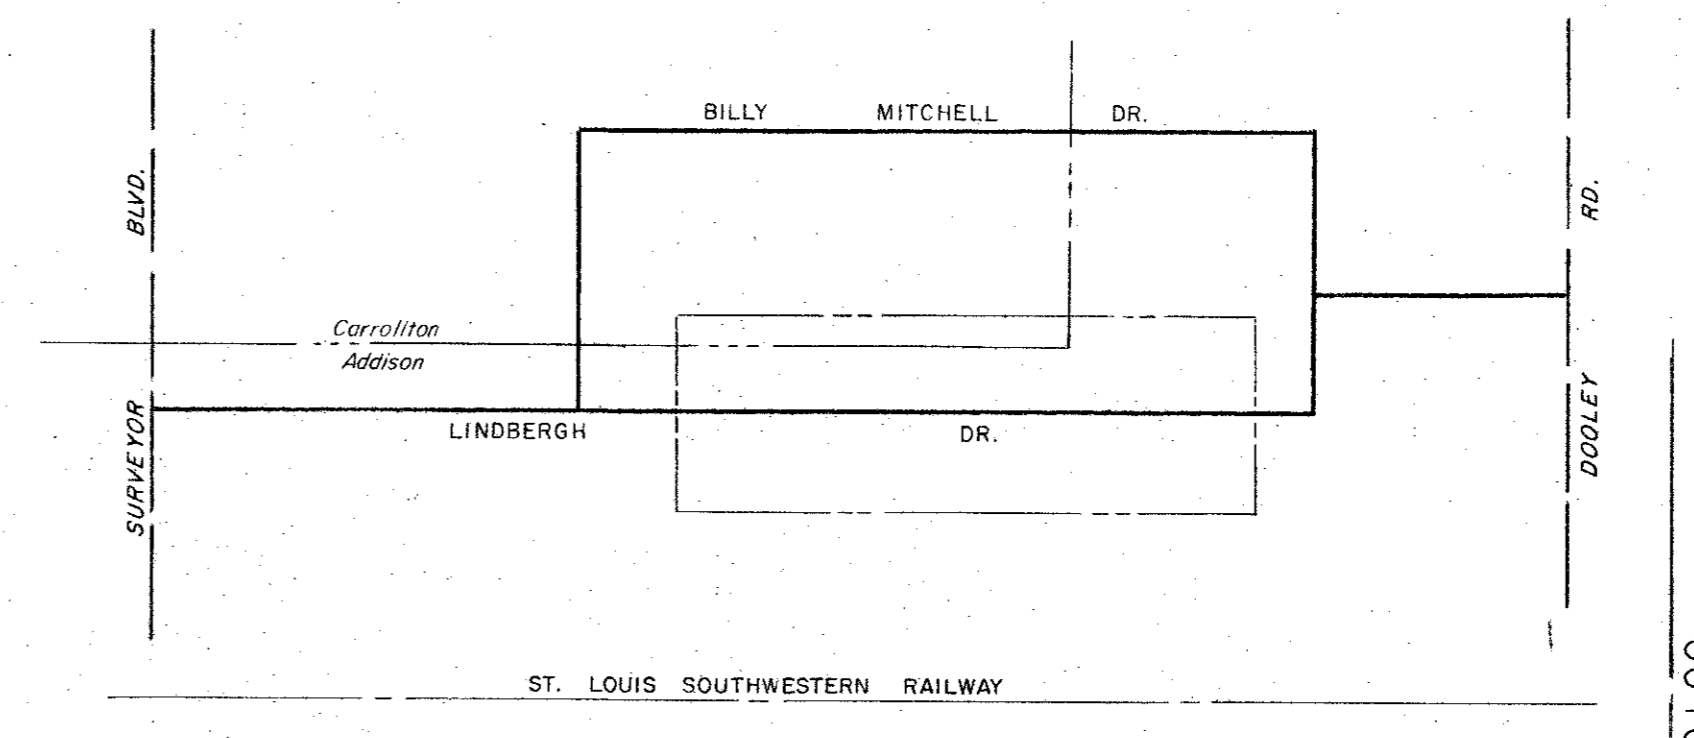 BILLY MITCHELL DR.
SURVEYOR BLVD.
DOOLEY RD.
Carrollton
Addison
LINDBERGH DR.
ST. LOUIS SOUTHWESTERN RAILWAY